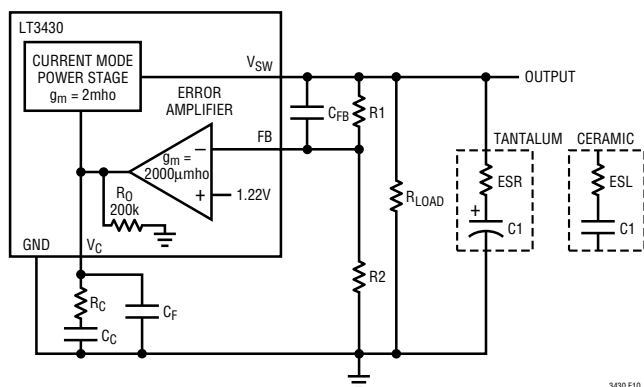 LT3430
CURRENT MODE
POWER STAGE
gm = 2mho
VSW
OUTPUT
ERROR
AMPLIFIER
CFB
R1
FB
TANTALUM
CERAMIC
gm =
2000µmho
–
+
1.22V
RO
200k
RLOAD
ESR
ESL
+
C1
C1
GND
VC
R2
RC
CF
CC
3430 F10